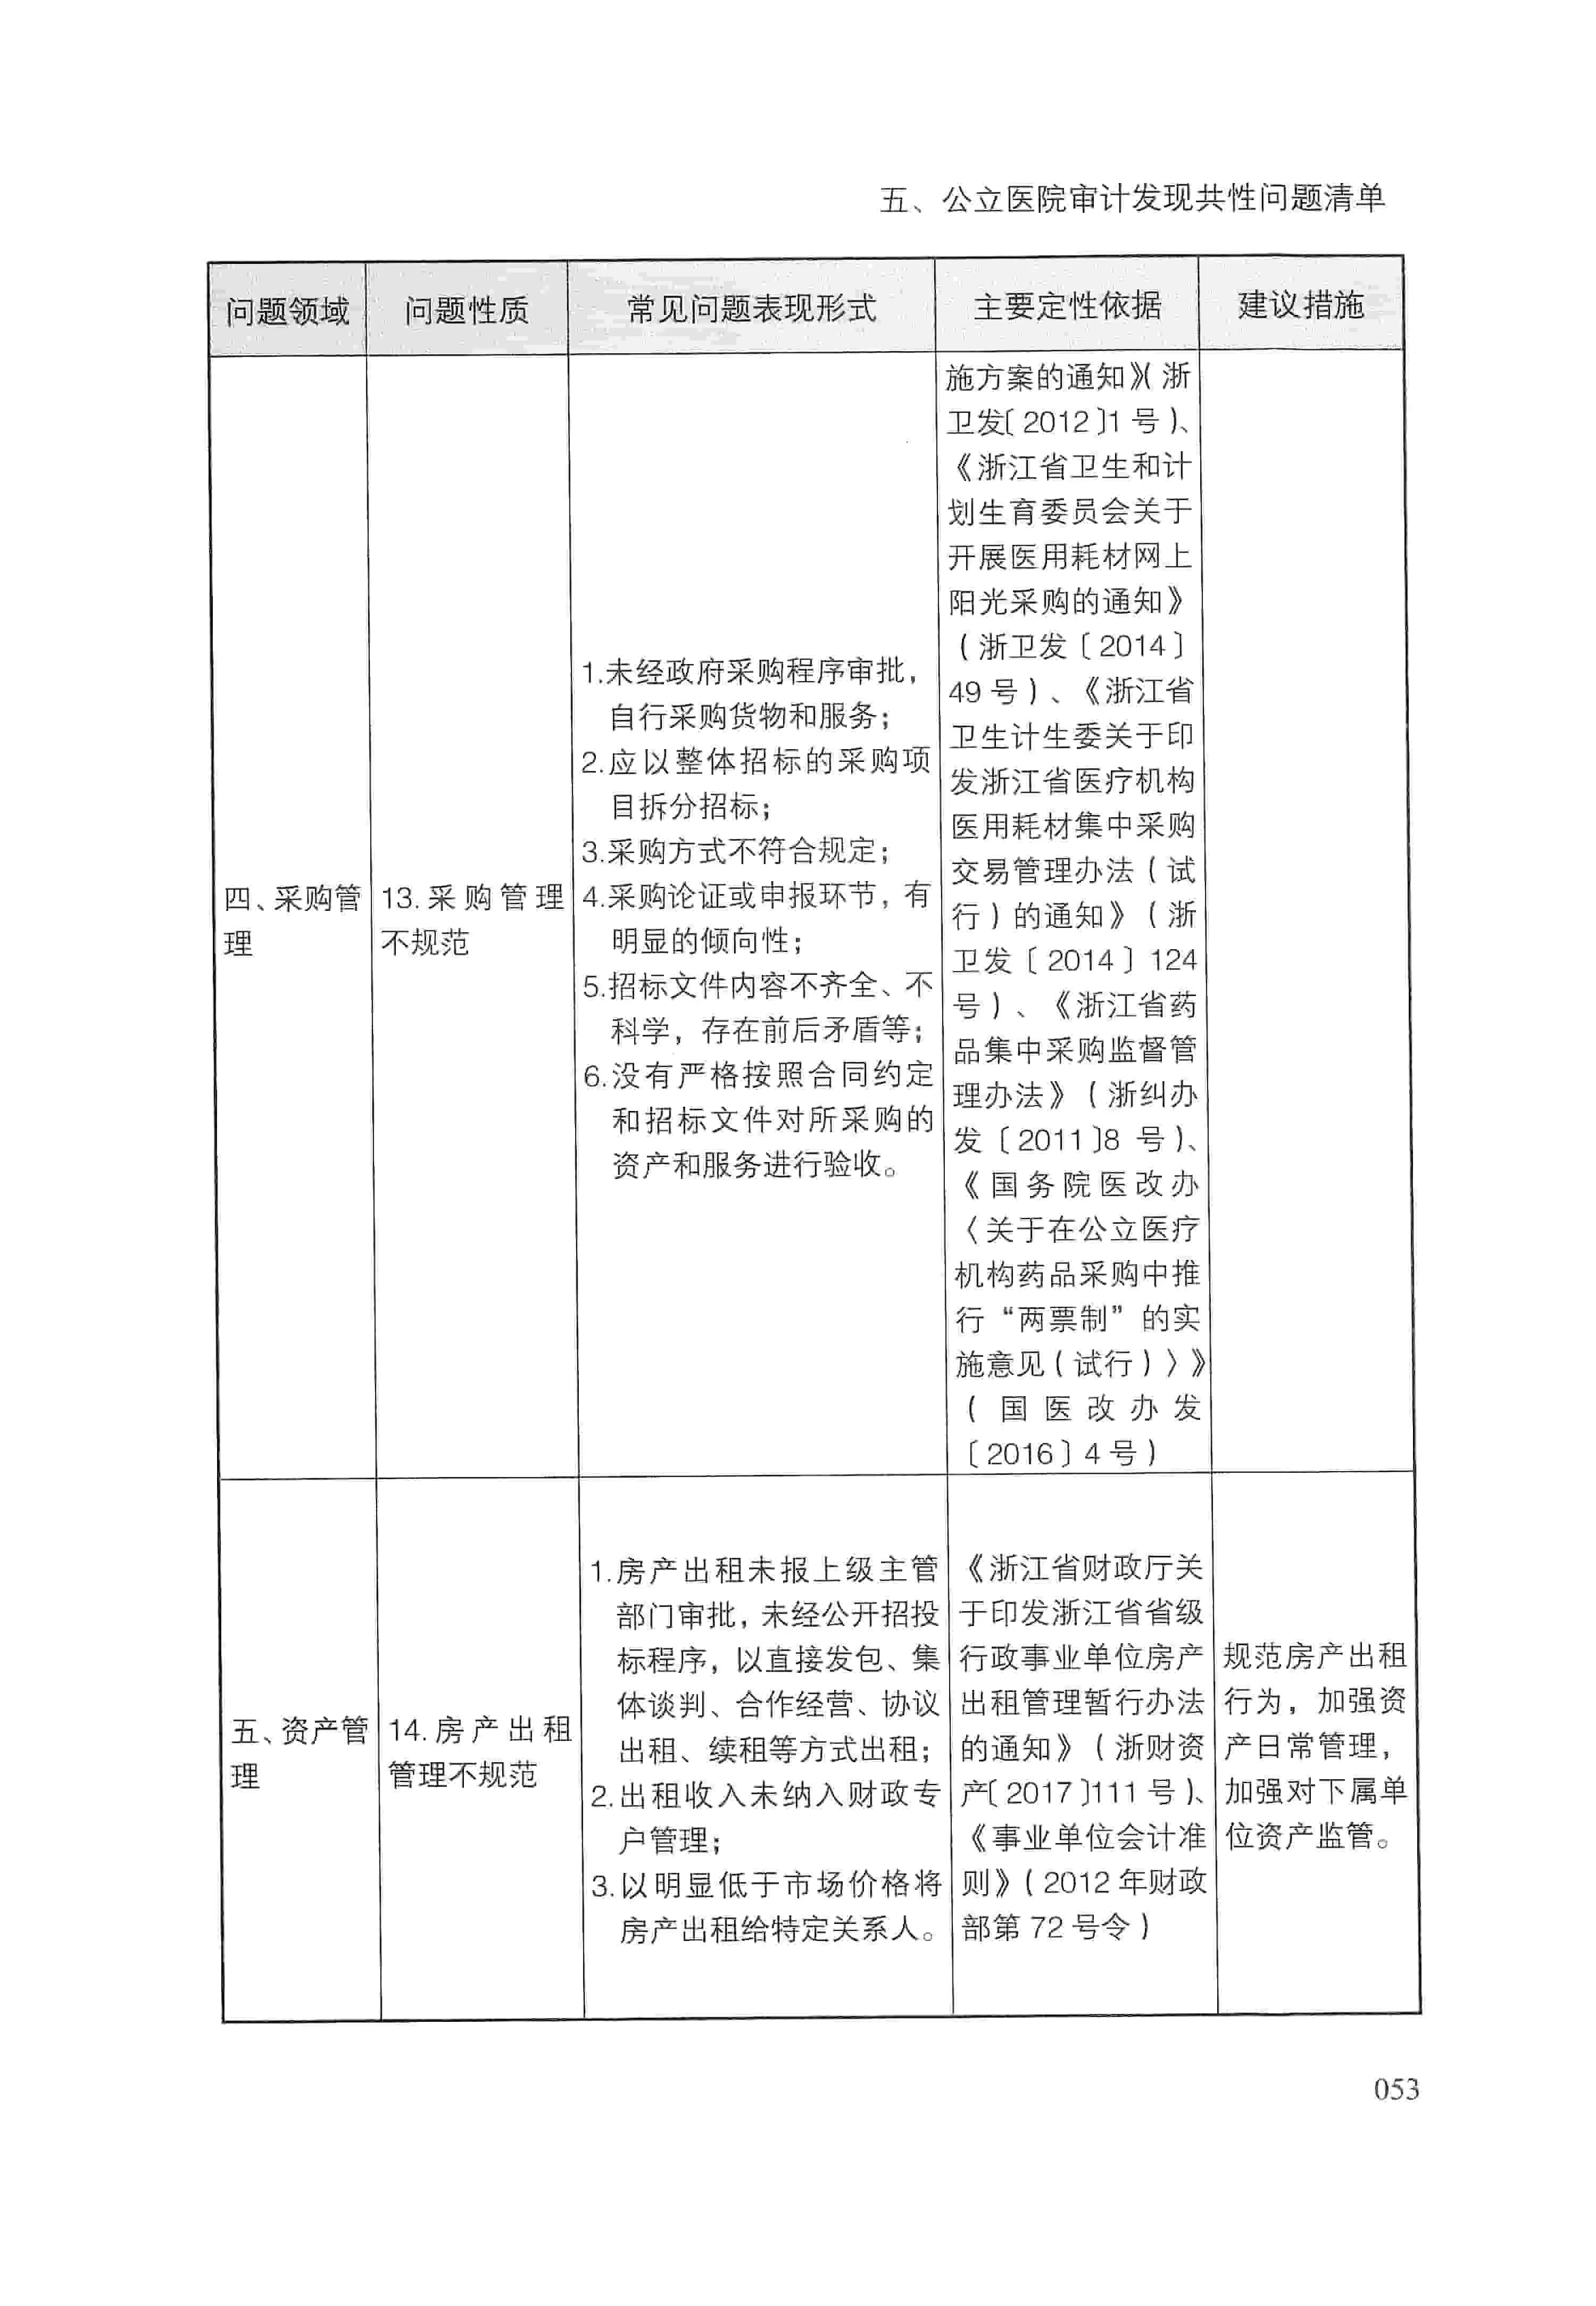 五、公立医院审计发现共性问题清单
问题领域
问题性质
常见问题表现形式
主要定性依据
建议措施
四、采购管
理
13.采购管理
不规范
1.未经政府采购程序审批，
自行采购货物和服务；
2.应以整体招标的采购项
目拆分招标；
3.采购方式不符合规定；
4.采购论证或申报环节，有
明显的倾向性；
5.招标文件内容不齐全、不
科学，存在前后矛盾等；
6.没有严格按照合同约定
和招标文件对所采购的
资产和服务进行验收。
施方案的通知》（浙
卫发〔2012〕1 号）、
《浙江省卫生和计
划生育委员会关于
开展医用耗材网上
阳光采购的通知》
（浙卫发〔2014〕
49 号）、《浙江省
卫生计生委关于印
发浙江省医疗机构
医用耗材集中采购
交易管理办法（试
行）的通知》（浙
卫发〔2014〕124
号）、《浙江省药
品集中采购监督管
理办法》（浙纠办
发〔2011〕8 号）、
《国务院医改办
〈关于在公立医疗
机构药品采购中推
行“两票制”的实
施意见（试行）〉》
（国医改办发
〔2016〕4 号）
五、资产管
理
14.房产出租
管理不规范
1.房产出租未报上级主管
部门审批，未经公开招投
标程序，以直接发包、集
体谈判、合作经营、协议
出租、续租等方式出租；
2.出租收入未纳入财政专
户管理；
3.以明显低于市场价格将
房产出租给特定关系人。
《浙江省财政厅关
于印发浙江省省级
行政事业单位房产
出租管理暂行办法
的通知》（浙财资
产〔2017〕111 号）、
《事业单位会计准
则》（2012 年财政
部第 72 号令）
规范房产出租
行为，加强资
产日常管理，
加强对下属单
位资产监管。
053